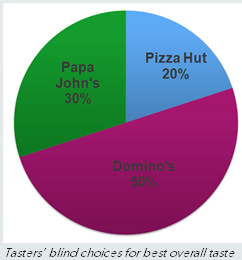 Pizza Hut
20%
Papa
John's
30%
Domino's
50%
Tasters' blind choices for best overall taste